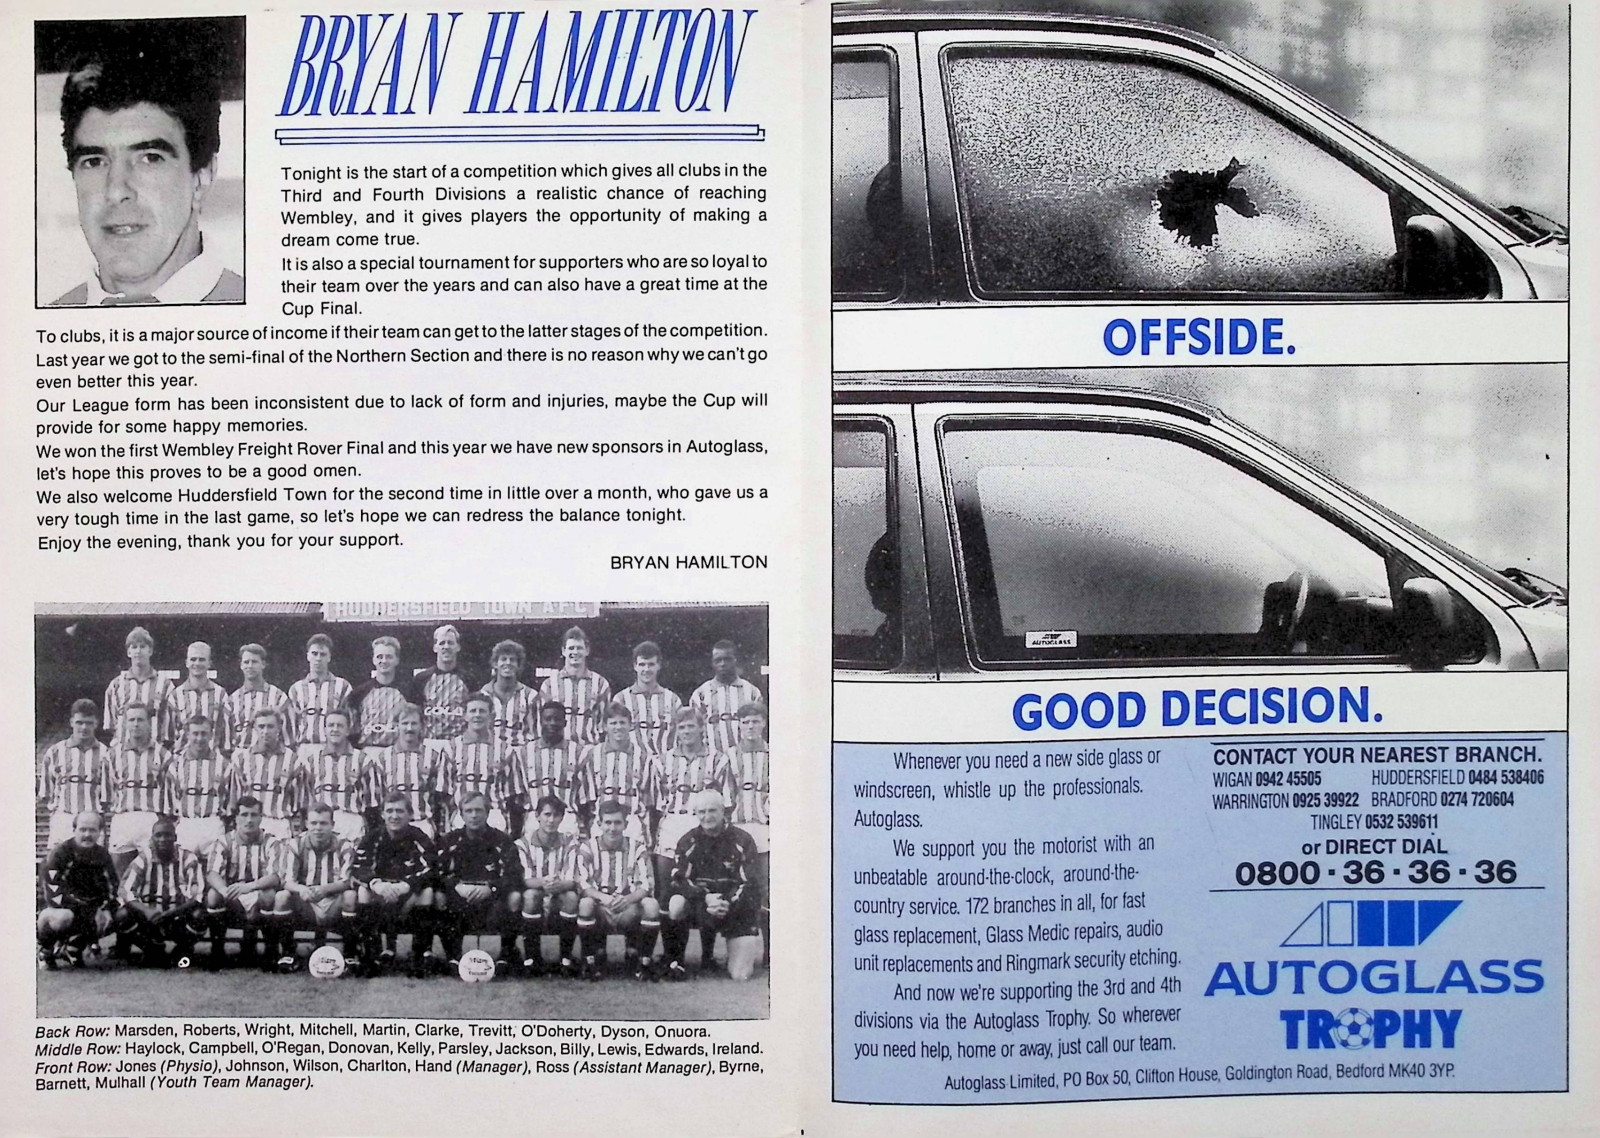 BRYAN HAMILTON
Tonight is the start of a competition which gives all clubs in the
Third and Fourth Divisions a realistic chance of reaching
Wembley, and it gives players the opportunity of making a
dream come true.
It is also a special tournament for supporters who are so loyal to
their team over the years and can also have a great time at the
Cup Final.
To clubs, it is a major source of income if their team can get to the latter stages of the competition.
Last year we got to the semi-final of the Northern Section and there is no reason why we can't go
even better this year.
Our League form has been inconsistent due to lack of form and injuries, maybe the Cup will
provide for some happy memories.
We won the first Wembley Freight Rover Final and this year we have new sponsors in Autoglass,
let's hope this proves to be a good omen.
We also welcome Huddersfield Town for the second time in little over a month, who gave us a
very tough time in the last game, so let's hope we can redress the balance tonight.
Enjoy the evening, thank you for your support.
BRYAN HAMILTON
HUDDERSFIELD TOWN A.F.C.
Back Row: Marsden, Roberts, Wright, Mitchell, Martin, Clarke, Trevitt, O'Doherty, Dyson, Onuora.
Middle Row: Haylock, Campbell, O'Regan, Donovan, Kelly, Parsley, Jackson, Billy, Lewis, Edwards, Ireland.
Front Row: Jones (Physio), Johnson, Wilson, Charlton, Hand (Manager), Ross (Assistant Manager), Byrne,
Barnett, Mulhall (Youth Team Manager).
OFFSIDE.
AUTOGLASS
GOOD DECISION.
Whenever you need a new side glass or
windscreen, whistle up the professionals.
Autoglass.
We support you the motorist with an
unbeatable around-the-clock, around-the-
country service. 172 branches in all, for fast
glass replacement, Glass Medic repairs, audio
unit replacements and Ringmark security etching.
And now we're supporting the 3rd and 4th
divisions via the Autoglass Trophy. So wherever
you need help, home or away, just call our team.
CONTACT YOUR NEAREST BRANCH.
WIGAN 0942 45505 HUDDERSFIELD 0484 538406
WARRINGTON 0925 39922 BRADFORD 0274 720604
TINGLEY 0532 539611
or DIRECT DIAL
0800 · 36 · 36 · 36
AUTOGLASS
TROPHY
Autoglass Limited, PO Box 50, Clifton House, Goldington Road, Bedford MK40 3YP.